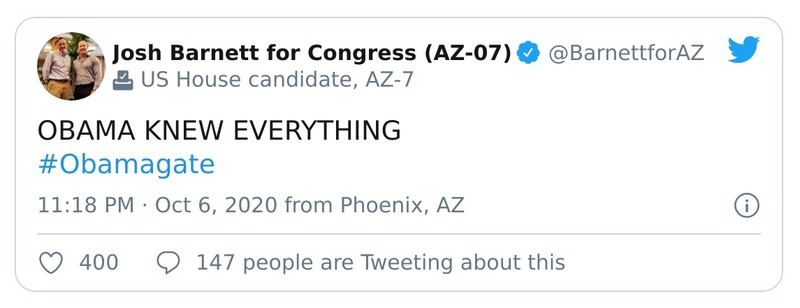 Josh Barnett for Congress (AZ-07) @BarnettforAZ
US House candidate, AZ-7
OBAMA KNEW EVERYTHING
#Obamagate
11:18 PM · Oct 6, 2020 from Phoenix, AZ
400 147 people are Tweeting about this